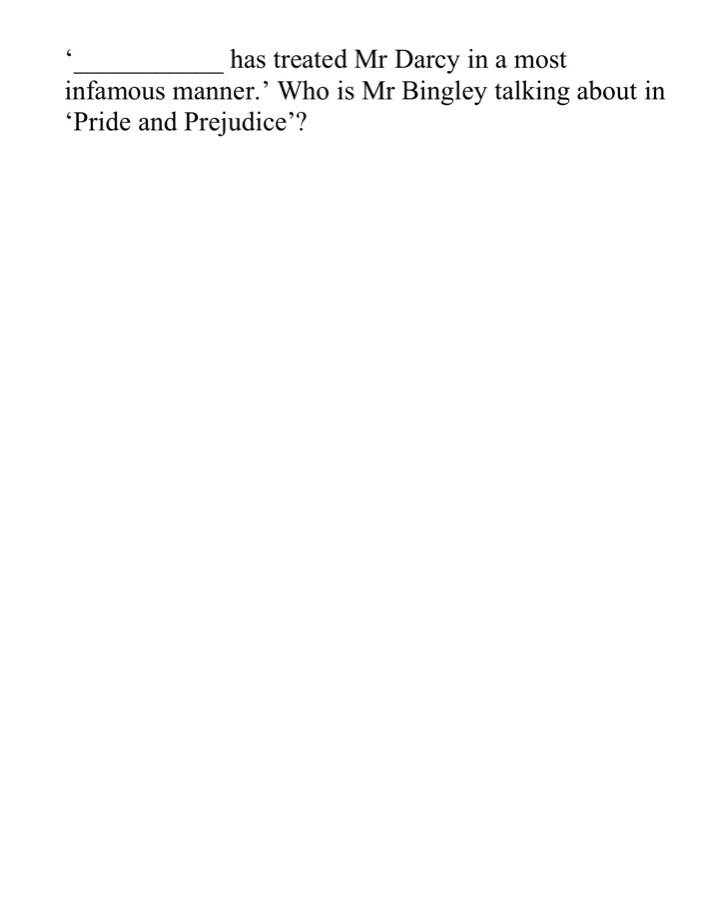 ‘___________ has treated Mr Darcy in a most
infamous manner.’ Who is Mr Bingley talking about in
‘Pride and Prejudice’?